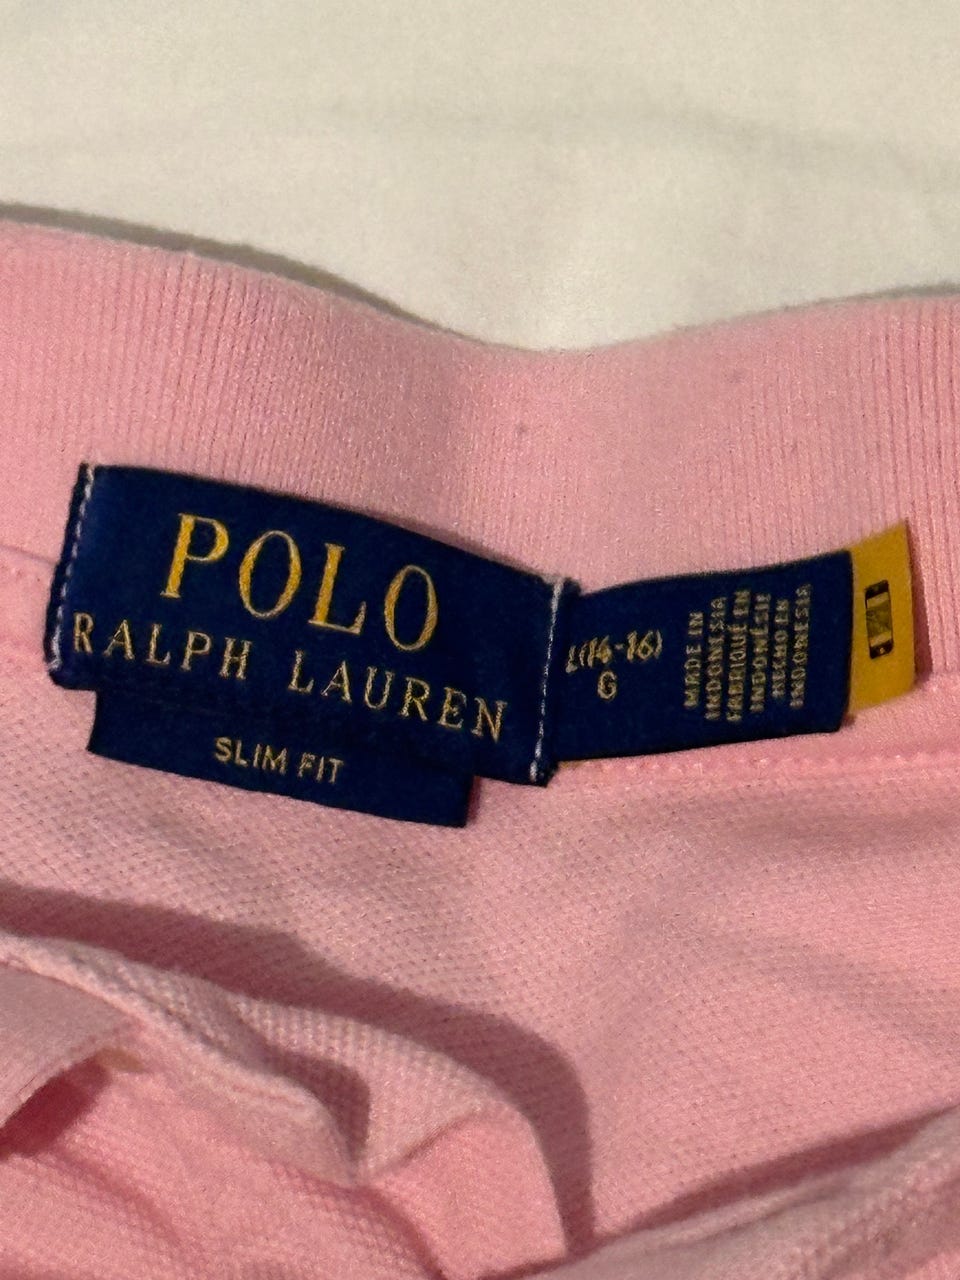 POLO
RALPH LAUREN
SLIM FIT
L(14-16)
G
MADE IN
INDONESIA
FABRIQUÉ EN
INDONÉSIE
HECHO EN
INDONESIA